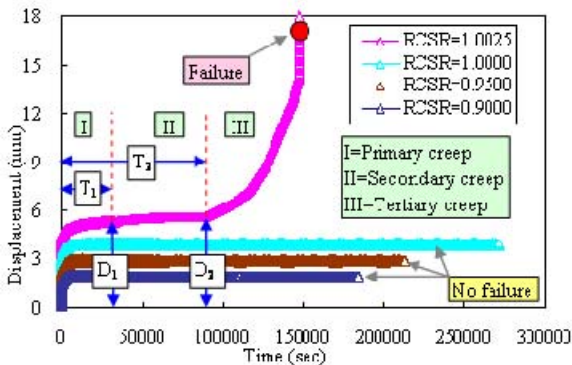 18
15
12
9
6
3
0
Displacement (mm)
Failure
RCSR=1.0025
RCSR=1.0000
RCSR=0.9500
RCSR=0.9000
I
II
III
T₂
T₁
I=Primary creep
II=Secondary creep
III=Tertiary creep
D₁
D₂
No failure
0
50000
100000
150000
200000
250000
300000
Time (sec)